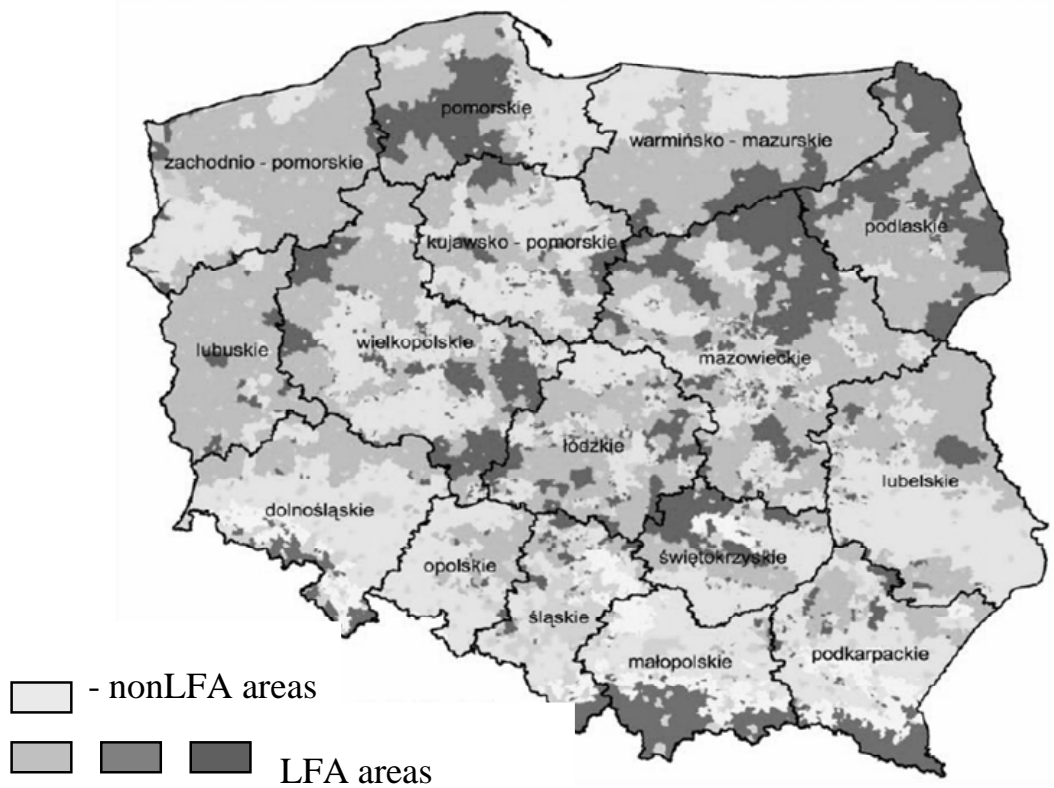 pomorskie
warmińsko - mazurskie
zachodnio - pomorskie
podlaskie
kujawsko - pomorskie
wielkopolskie
lubuskie
mazowieckie
łódzkie
lubelskie
dolnośląskie
świętokrzyskie
opolskie
śląskie
podkarpackie
małopolskie
- nonLFA areas
LFA areas